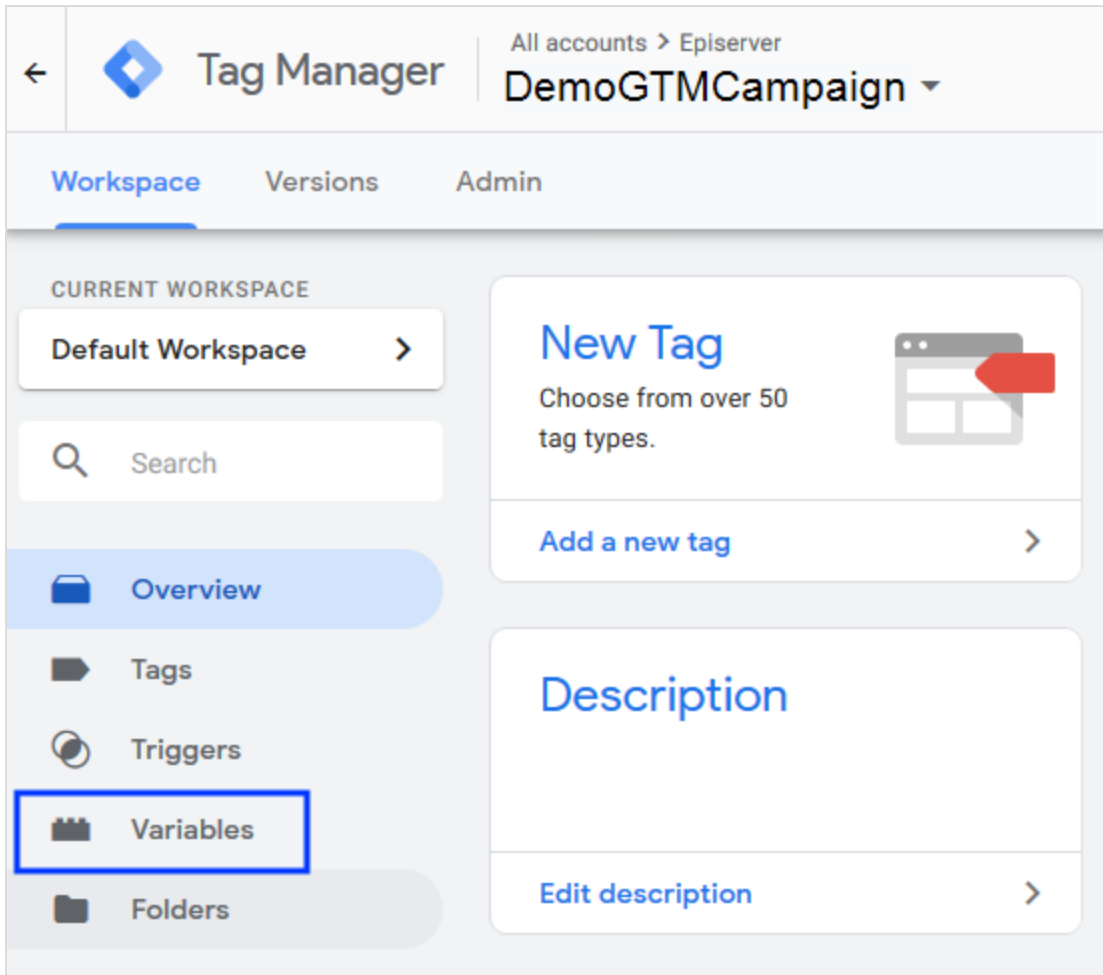 Tag Manager
All accounts > Episerver
DemoGTMCampaign
Workspace Versions Admin
CURRENT WORKSPACE
Default Workspace
Search
Overview
Tags
Triggers
Variables
Folders
New Tag
Choose from over 50
tag types.
Add a new tag
Description
Edit description